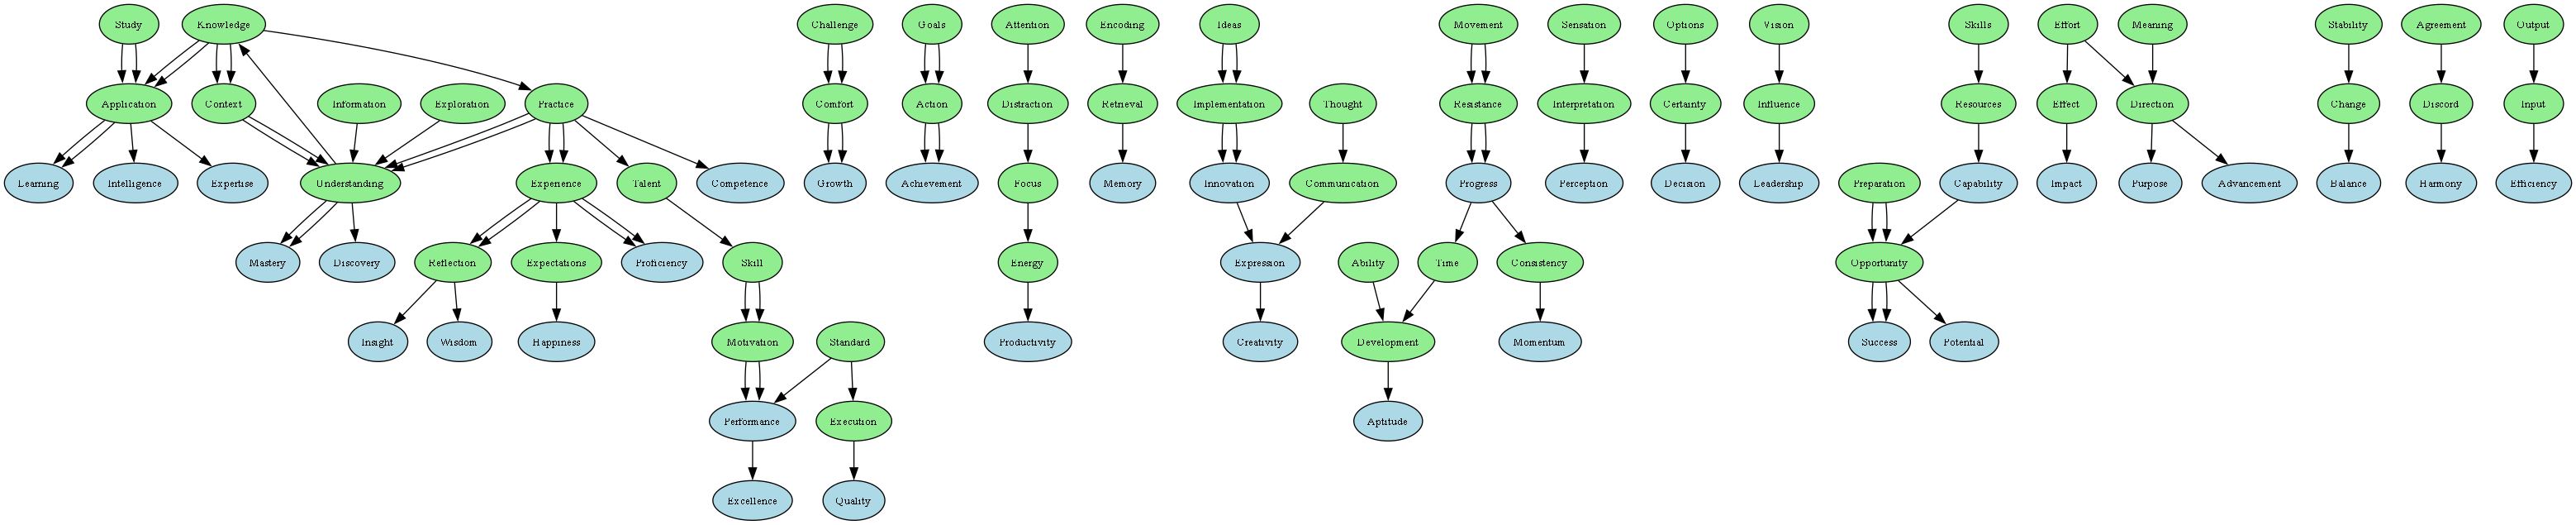 Study
Knowledge
Challenge
Goals
Attention
Encoding
Ideas
Movement
Sensation
Options
Vision
Skills
Effort
Meaning
Stability
Agreement
Output
Application
Context
Information
Exploration
Practice
Comfort
Action
Distraction
Retrieval
Implementation
Thought
Resistance
Interpretation
Certainty
Influence
Resources
Effect
Direction
Change
Discord
Input
Learning
Intelligence
Expertise
Understanding
Experience
Talent
Competence
Growth
Achievement
Focus
Memory
Innovation
Communication
Progress
Perception
Decision
Leadership
Preparation
Capability
Impact
Purpose
Advancement
Balance
Harmony
Efficiency
Mastery
Discovery
Reflection
Expectations
Proficiency
Skill
Energy
Expression
Ability
Time
Consistency
Opportunity
Insight
Wisdom
Happiness
Motivation
Standard
Productivity
Creativity
Development
Momentum
Success
Potential
Performance
Execution
Aptitude
Excellence
Quality